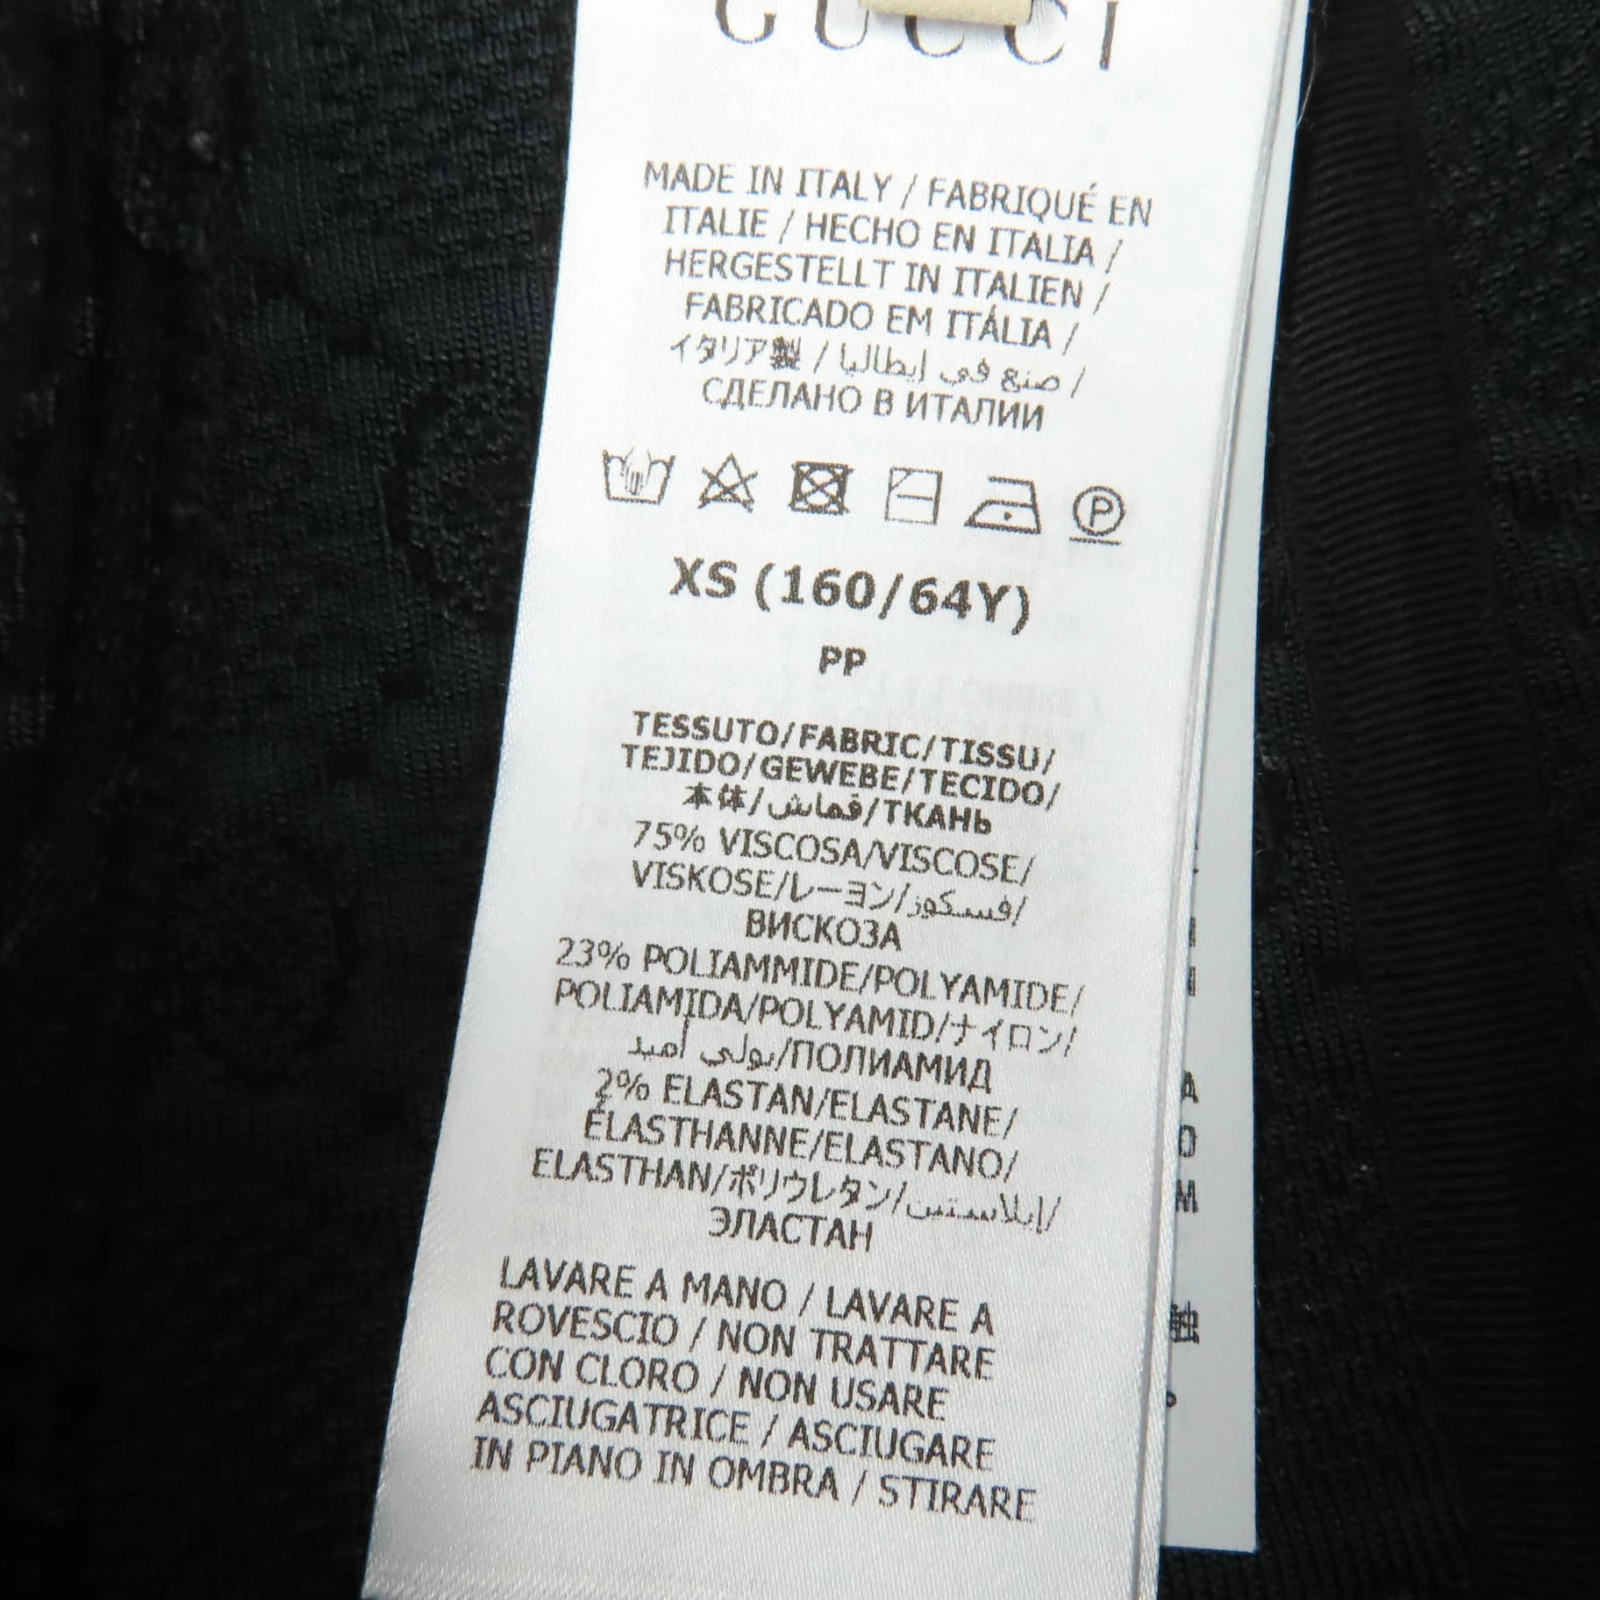 GUCCI
MADE IN ITALY / FABRIQUÉ EN
ITALIE / HECHO EN ITALIA /
HERGESTELLT IN ITALIEN /
FABRICADO EM ITÁLIA /
イタリア製 / صنع في إيطاليا /
СДЕЛАНО В ИТАЛИИ
P
XS (160/64Y)
PP
TESSUTO/FABRIC/TISSU/
TEJIDO/GEWEBE/TECIDO/
本体/قماش/ТКАНЬ
75% VISCOSA/VISCOSE/
VISKOSE/レーヨン/فسكوز/
ВИСКОЗА
23% POLIAMMIDE/POLYAMIDE/
POLIAMIDA/POLYAMID/ナイロン/
بولي أميد/ПОЛИАМИД
2% ELASTAN/ELASTANE/
ÉLASTHANNE/ELASTANO/
ELASTHAN/ポリウレタン/إيلاستين/
ЭЛАСТАН
LAVARE A MANO / LAVARE A
ROVESCIO / NON TRATTARE
CON CLORO / NON USARE
ASCIUGATRICE / ASCIUGARE
IN PIANO IN OMBRA / STIRARE